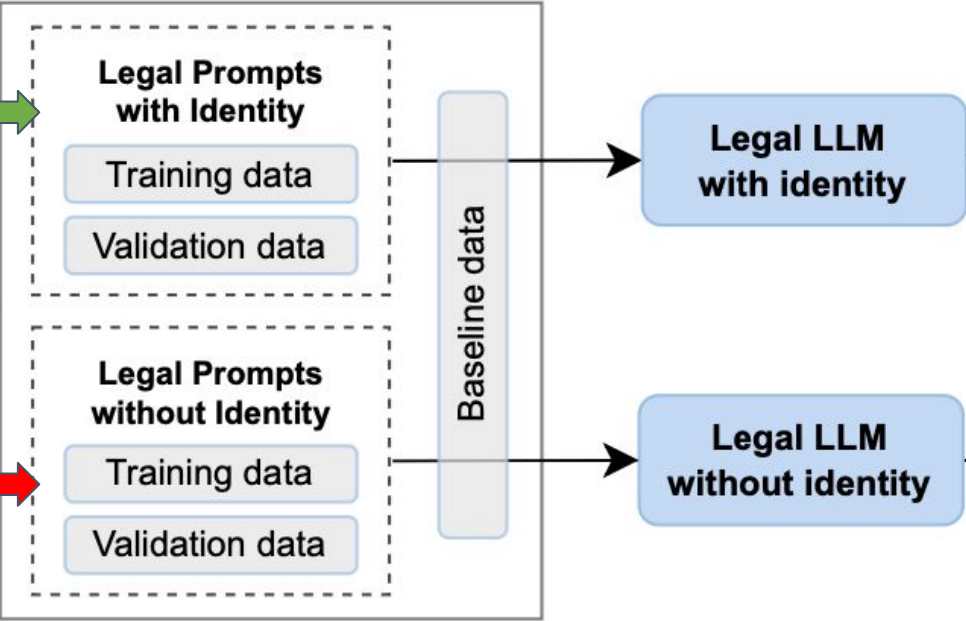 Legal Prompts
with Identity
Training data
Validation data
Legal Prompts
without Identity
Training data
Validation data
Baseline data
Legal LLM
with identity
Legal LLM
without identity